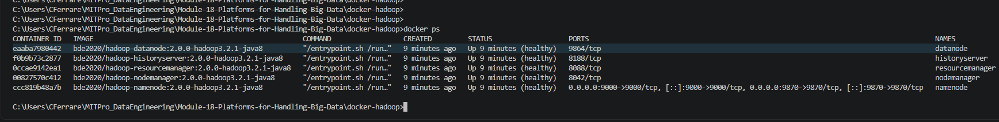 C:\Users\CFerrare\MITPro_DataEngineering\Module-18-Platforms-for-Handling-Big-Data\docker-hadoop>
C:\Users\CFerrare\MITPro_DataEngineering\Module-18-Platforms-for-Handling-Big-Data\docker-hadoop>
C:\Users\CFerrare\MITPro_DataEngineering\Module-18-Platforms-for-Handling-Big-Data\docker-hadoop>
C:\Users\CFerrare\MITPro_DataEngineering\Module-18-Platforms-for-Handling-Big-Data\docker-hadoop>docker ps
CONTAINER ID IMAGE COMMAND CREATED STATUS PORTS NAMES
eaaba7980442 bde2020/hadoop-datanode:2.0.0-hadoop3.2.1-java8 "/entrypoint.sh /run…" 9 minutes ago Up 9 minutes (healthy) 9864/tcp datanode
f0b9b73c2877 bde2020/hadoop-historyserver:2.0.0-hadoop3.2.1-java8 "/entrypoint.sh /run…" 9 minutes ago Up 9 minutes (healthy) 8188/tcp historyserver
0ccae9142ea1 bde2020/hadoop-resourcemanager:2.0.0-hadoop3.2.1-java8 "/entrypoint.sh /run…" 9 minutes ago Up 9 minutes (healthy) 8088/tcp resourcemanager
00827570c412 bde2020/hadoop-nodemanager:2.0.0-hadoop3.2.1-java8 "/entrypoint.sh /run…" 9 minutes ago Up 9 minutes (healthy) 8042/tcp nodemanager
ccc819b48a7b bde2020/hadoop-namenode:2.0.0-hadoop3.2.1-java8 "/entrypoint.sh /run…" 9 minutes ago Up 9 minutes (healthy) 0.0.0.0:9000->9000/tcp, [::]:9000->9000/tcp, 0.0.0.0:9870->9870/tcp, [::]:9870->9870/tcp namenode
C:\Users\CFerrare\MITPro_DataEngineering\Module-18-Platforms-for-Handling-Big-Data\docker-hadoop>